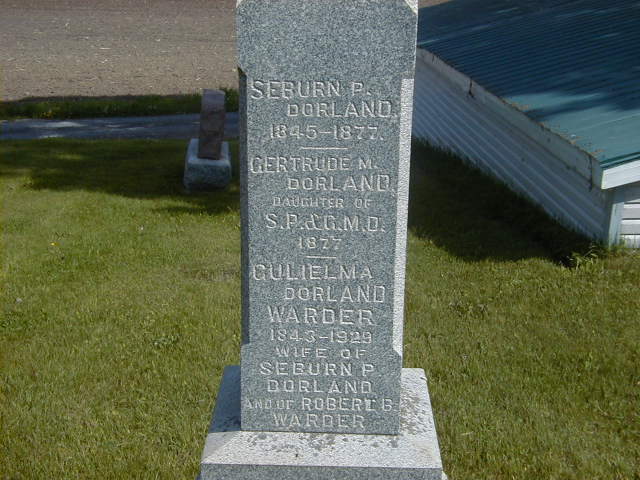 SEBURN P.
DORLAND.
1845-1877.
GERTRUDE M.
DORLAND,
DAUGHTER OF
S.P.&G.M.D.
1877
GULIELMA
DORLAND
WARDER
1843-1929
WIFE OF
SEBURN P.
DORLAND
AND OF ROBERT B.
WARDER